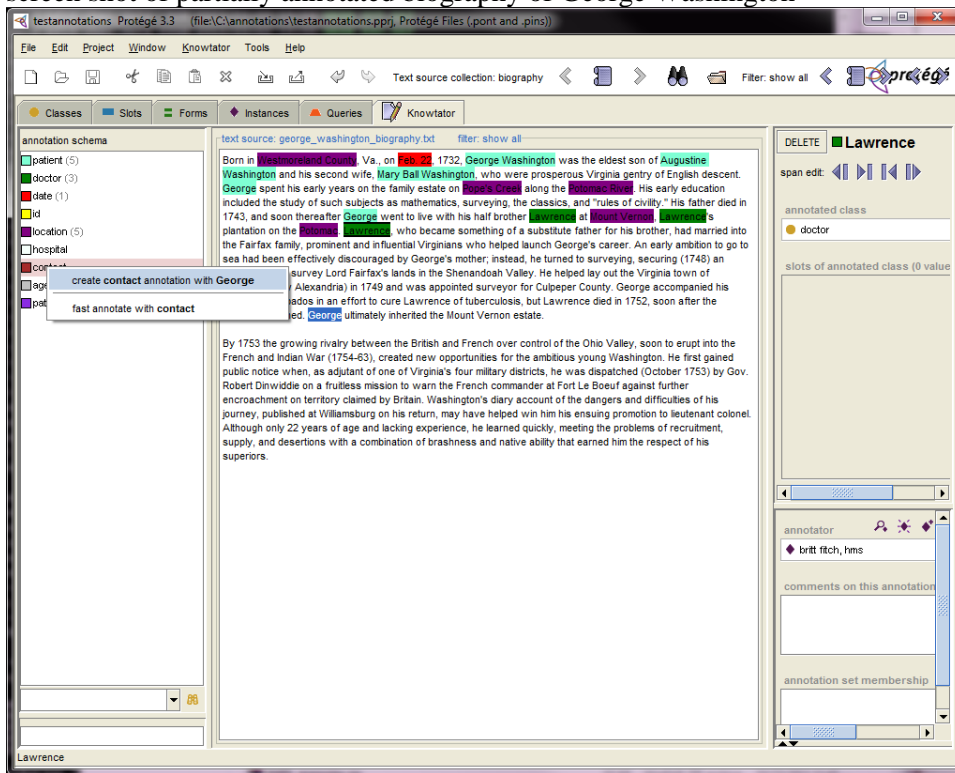 screen shot of partially annotated biography of George Washington
testannotations Protégé 3.3 (file:\C:\annotations\testannotations.pprj, Protégé Files (.pont and .pins))
File Edit Project Window Knowtator Tools Help
Text source collection: biography Filter: show all protégé
Classes Slots Forms Instances Queries Knowtator
annotation schema
patient (5)
doctor (3)
date (1)
id
location (5)
hospital
contact
age
pat
create contact annotation with George
fast annotate with contact
Lawrence
text source: george_washington_biography.txt filter: show all
Born in Westmoreland County, Va., on Feb. 22, 1732, George Washington was the eldest son of Augustine
Washington and his second wife, Mary Ball Washington, who were prosperous Virginia gentry of English descent.
George spent his early years on the family estate on Pope's Creek along the Potomac River. His early education
included the study of such subjects as mathematics, surveying, the classics, and "rules of civility." His father died in
1743, and soon thereafter George went to live with his half brother Lawrence at Mount Vernon, Lawrence's
plantation on the Potomac. Lawrence, who became something of a substitute father for his brother, had married into
the Fairfax family, prominent and influential Virginians who helped launch George's career. An early ambition to go to
sea had been effectively discouraged by George's mother; instead, he turned to surveying, securing (1748) an
survey Lord Fairfax's lands in the Shenandoah Valley. He helped lay out the Virginia town of
Alexandria) in 1749 and was appointed surveyor for Culpeper County. George accompanied his
bados in an effort to cure Lawrence of tuberculosis, but Lawrence died in 1752, soon after the
ed. George ultimately inherited the Mount Vernon estate.
By 1753 the growing rivalry between the British and French over control of the Ohio Valley, soon to erupt into the
French and Indian War (1754-63), created new opportunities for the ambitious young Washington. He first gained
public notice when, as adjutant of one of Virginia's four military districts, he was dispatched (October 1753) by Gov.
Robert Dinwiddie on a fruitless mission to warn the French commander at Fort Le Boeuf against further
encroachment on territory claimed by Britain. Washington's diary account of the dangers and difficulties of his
journey, published at Williamsburg on his return, may have helped win him his ensuing promotion to lieutenant colonel.
Although only 22 years of age and lacking experience, he learned quickly, meeting the problems of recruitment,
supply, and desertions with a combination of brashness and native ability that earned him the respect of his
superiors.
DELETE Lawrence
span edit:
annotated class
doctor
slots of annotated class (0 value
annotator
britt fitch, hms
comments on this annotation
annotation set membership